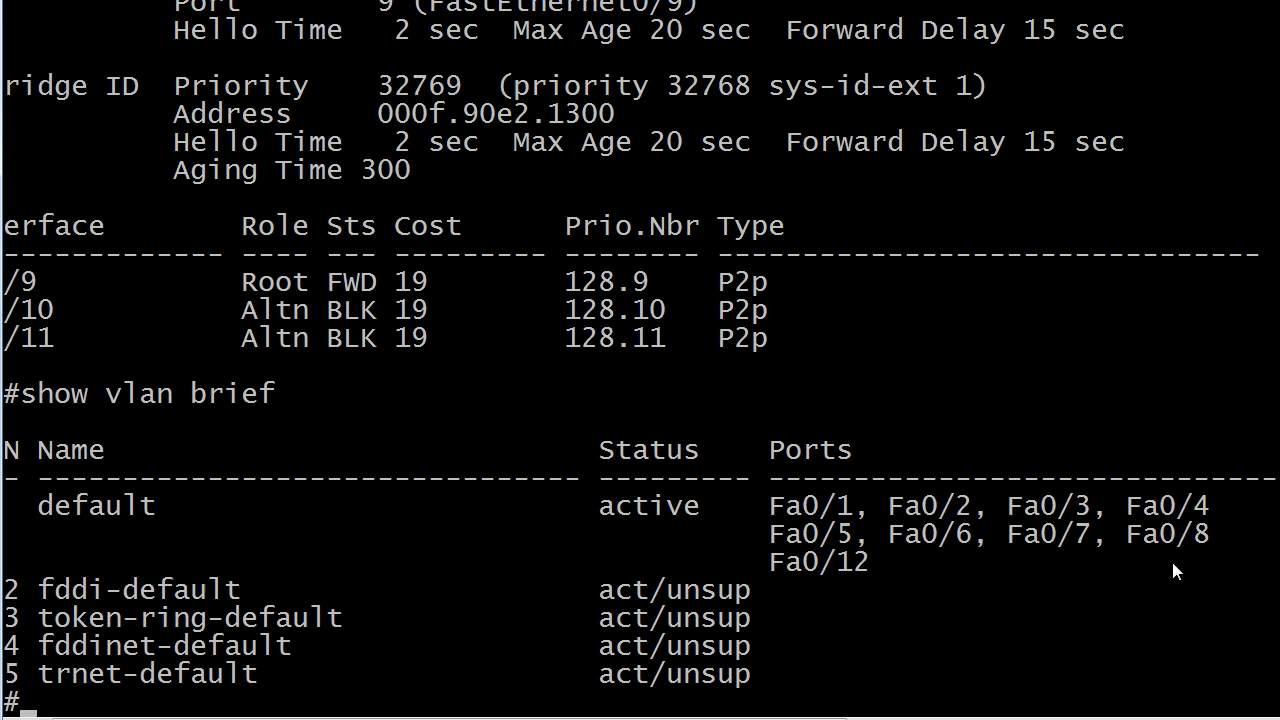 Port 9 (FastEthernet0/9)
Hello Time 2 sec Max Age 20 sec Forward Delay 15 sec
ridge ID Priority 32769 (priority 32768 sys-id-ext 1)
Address 000f.90e2.1300
Hello Time 2 sec Max Age 20 sec Forward Delay 15 sec
Aging Time 300
erface Role Sts Cost Prio.Nbr Type
------------- ---- --- --------- -------- --------------------------------
/9 Root FWD 19 128.9 P2p
/10 Altn BLK 19 128.10 P2p
/11 Altn BLK 19 128.11 P2p
#show vlan brief
N Name Status Ports
- -------------------------------- --------- ------------------------------
default active Fa0/1, Fa0/2, Fa0/3, Fa0/4
Fa0/5, Fa0/6, Fa0/7, Fa0/8
Fa0/12
2 fddi-default act/unsup
3 token-ring-default act/unsup
4 fddinet-default act/unsup
5 trnet-default act/unsup
#